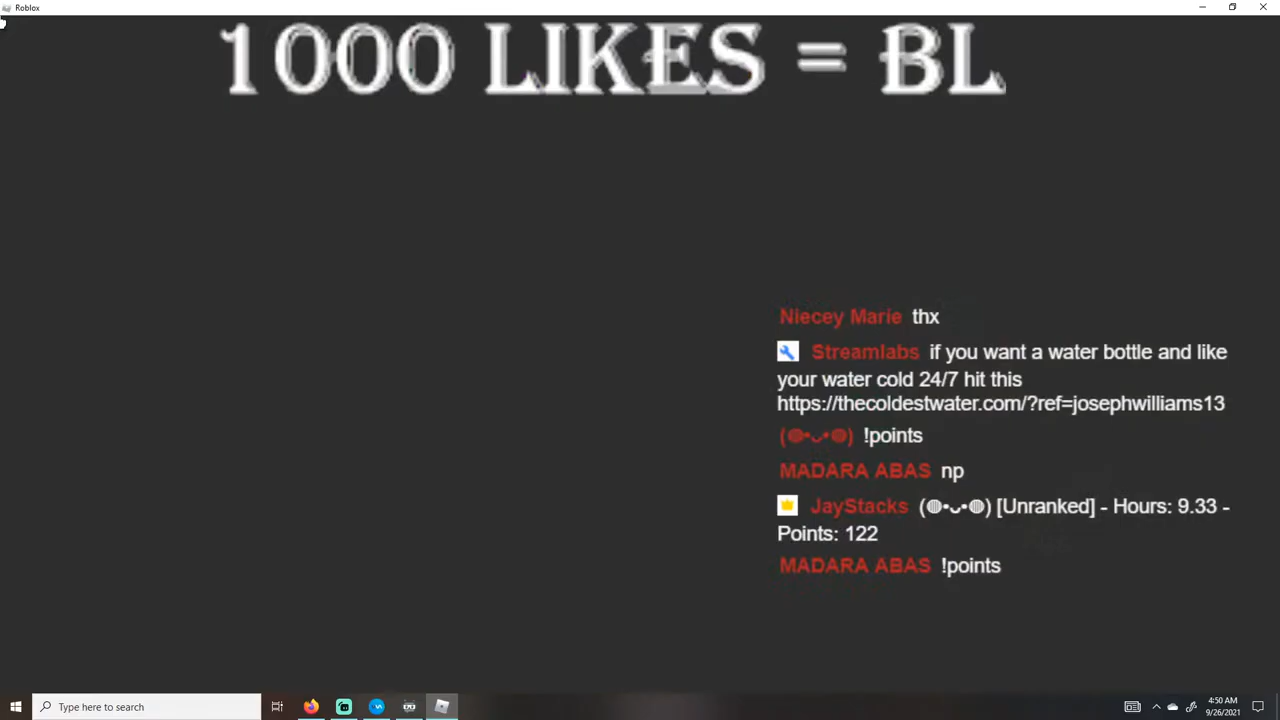 Roblox
1000 LIKES = BL
Niecey Marie thx
Streamlabs if you want a water bottle and like
your water cold 24/7 hit this
https://thecoldestwater.com/?ref=josephwilliams13
(◍•ᴗ•◍) !points
MADARA ABAS np
JayStacks (◍•ᴗ•◍) [Unranked] - Hours: 9.33 -
Points: 122
MADARA ABAS !points
Type here to search
4:50 AM
9/26/2021